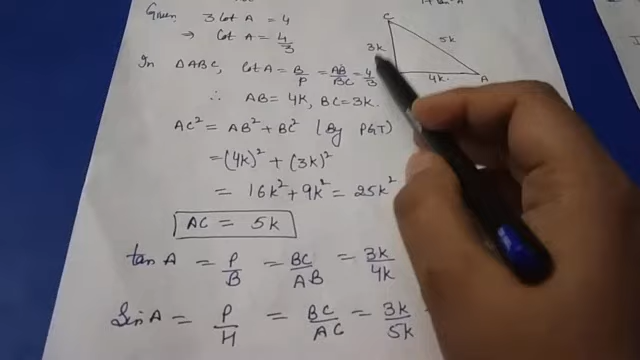 Given 3 Cot A = 4
⇒ Cot A = 4/3
C
3k
5k
4k
A
In ΔABC, Cot A = B/P = AB/BC = 4/3
∴ AB = 4K, BC = 3K.
AC² = AB² + BC² (By PGT)
= (4K)² + (3K)²
= 16K² + 9K² = 25K²
AC = 5K
tan A = P/B = BC/AB = 3K/4K
Sin A = P/H = BC/AC = 3K/5K